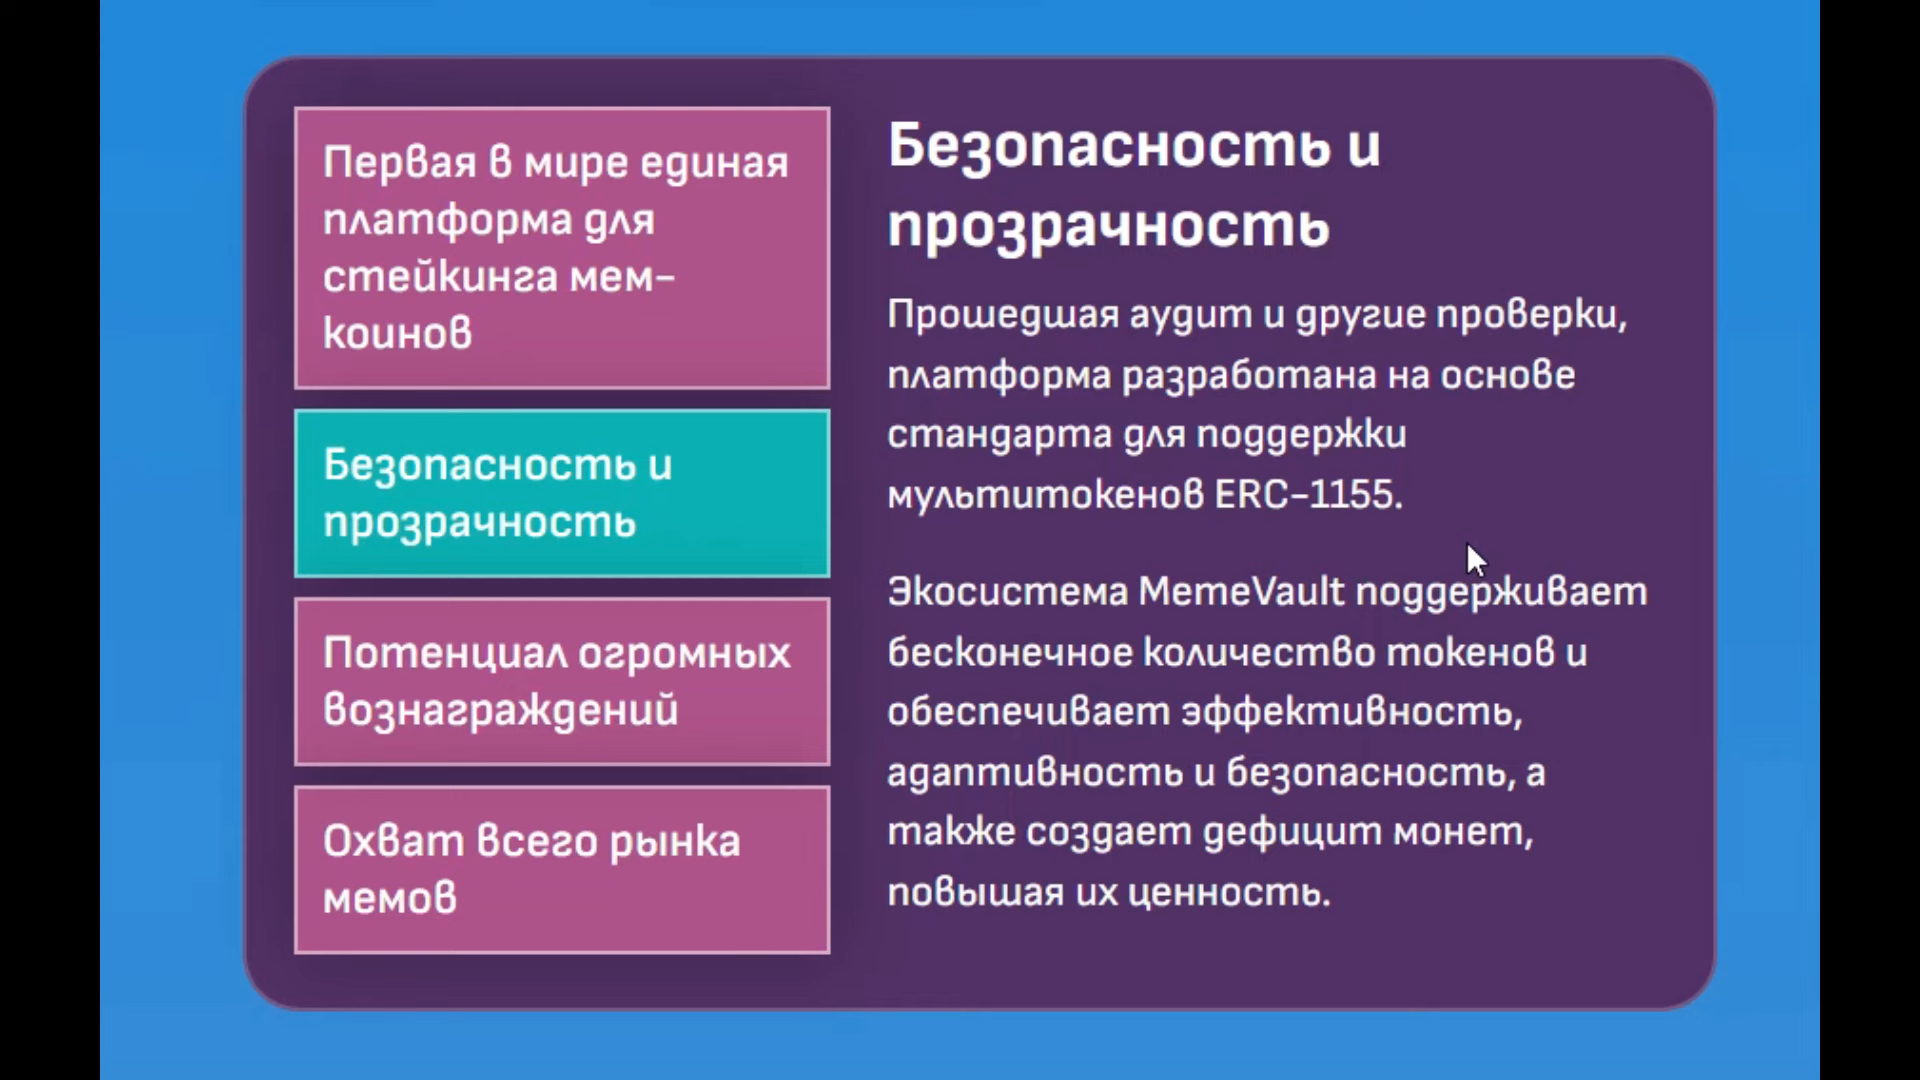 Первая в мире единая
платформа для
стейкинга мем-
коинов
Безопасность и
прозрачность
Потенциал огромных
вознаграждений
Охват всего рынка
мемов
Безопасность и
прозрачность
Прошедшая аудит и другие проверки,
платформа разработана на основе
стандарта для поддержки
мультитокенов ERC-1155.
Экосистема MemeVault поддерживает
бесконечное количество токенов и
обеспечивает эффективность,
адаптивность и безопасность, а
также создает дефицит монет,
повышая их ценность.